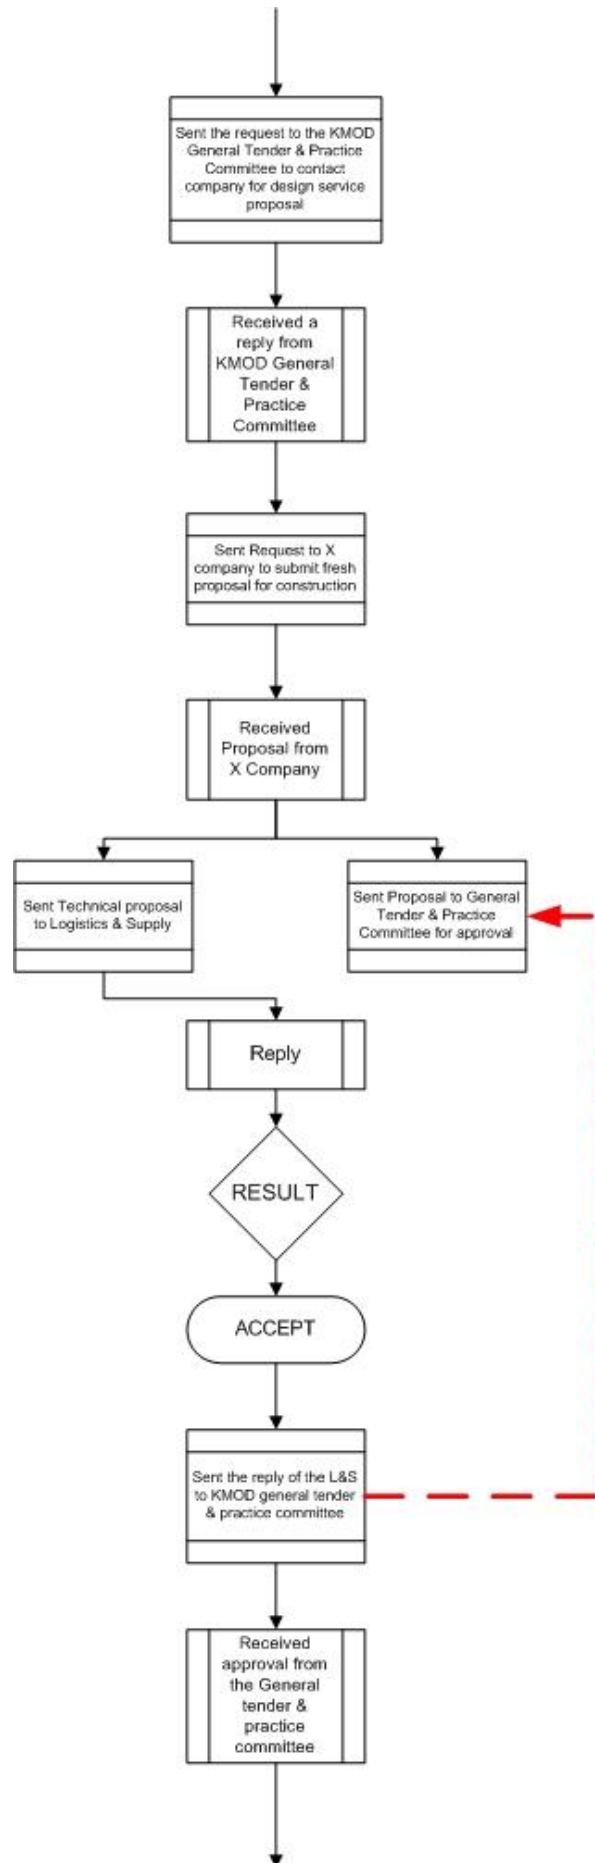 Sent the request to the KMOD
General Tender & Practice
Committee to contact
company for design service
proposal
Received a
reply from
KMOD General
Tender &
Practice
Committee
Sent Request to X
company to submit fresh
proposal for construction
Received
Proposal from
X Company
Sent Technical proposal
to Logistics & Supply
Sent Proposal to General
Tender & Practice
Committee for approval
Reply
RESULT
ACCEPT
Sent the reply of the L&S
to KMOD general tender
& practice committee
Received
approval from
the General
tender &
practice
committee